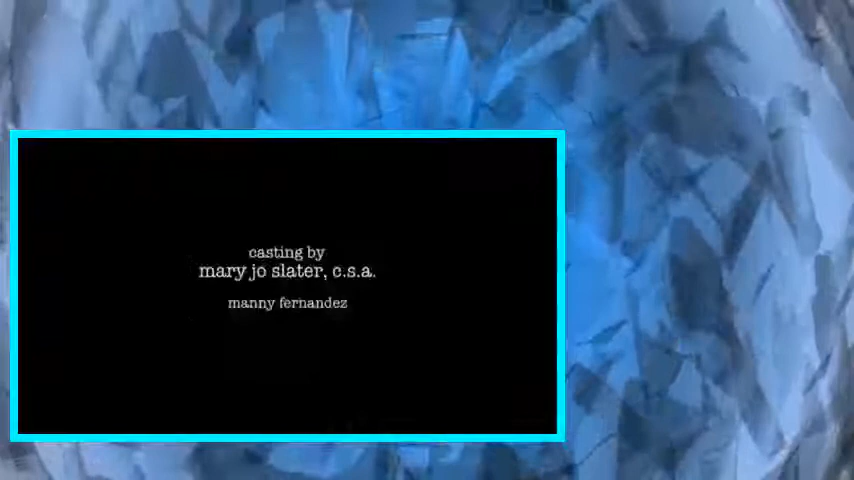 casting by
mary jo slater, c.s.a.
manny fernandez